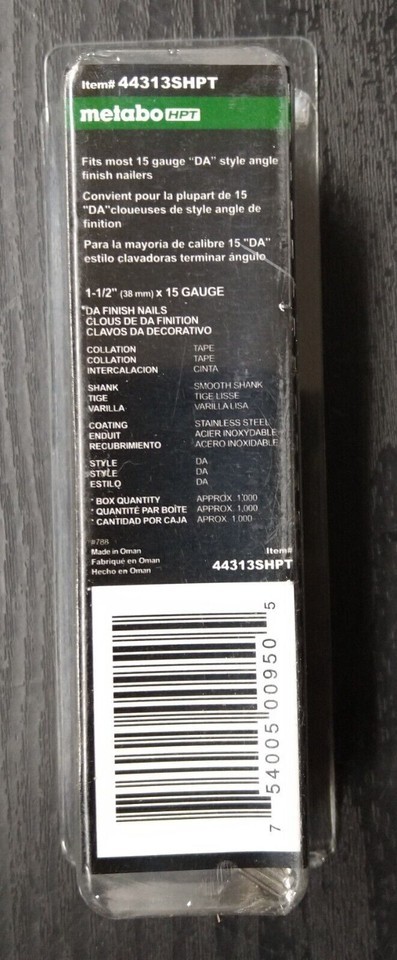 Item# 44313SHPT
metabo HPT
Fits most 15 gauge "DA" style angle
finish nailers
Convient pour la plupart de 15
"DA"cloueuses de style angle de
finition
Para la mayoria de calibre 15 "DA"
estilo clavadoras terminar ángulo
1-1/2" (38 mm) x 15 GAUGE
*DA FINISH NAILS
CLOUS DE DA FINITION
CLAVOS DA DECORATIVO
COLLATION TAPE
COLLATION TAPE
INTERCALACION CINTA
SHANK SMOOTH SHANK
TIGE TIGE LISSE
VARILLA VARILLA LISA
COATING STAINLESS STEEL
ENDUIT ACIER INOXYDABLE
RECUBRIMIENTO ACERO INOXIDABLE
STYLE DA
STYLE DA
ESTILO DA
* BOX QUANTITY APPROX. 1,000
* QUANTITÉ PAR BOÎTE APPROX. 1,000
* CANTIDAD POR CAJA APROX. 1,000
#788
Made in Oman
Fabriqué en Oman
Hecho en Oman
Item#
44313SHPT
7 54005 00950 5